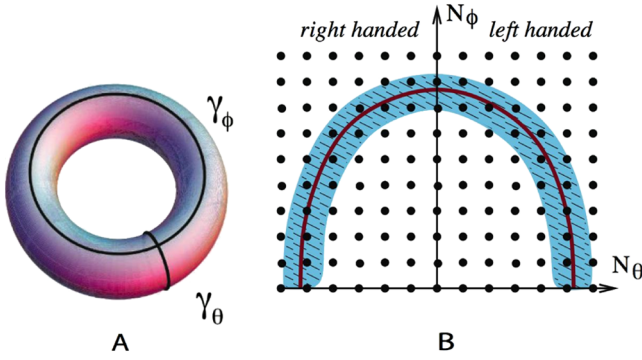 right handed
N_ϕ
left handed
γ_ϕ
γ_θ
N_θ
A
B